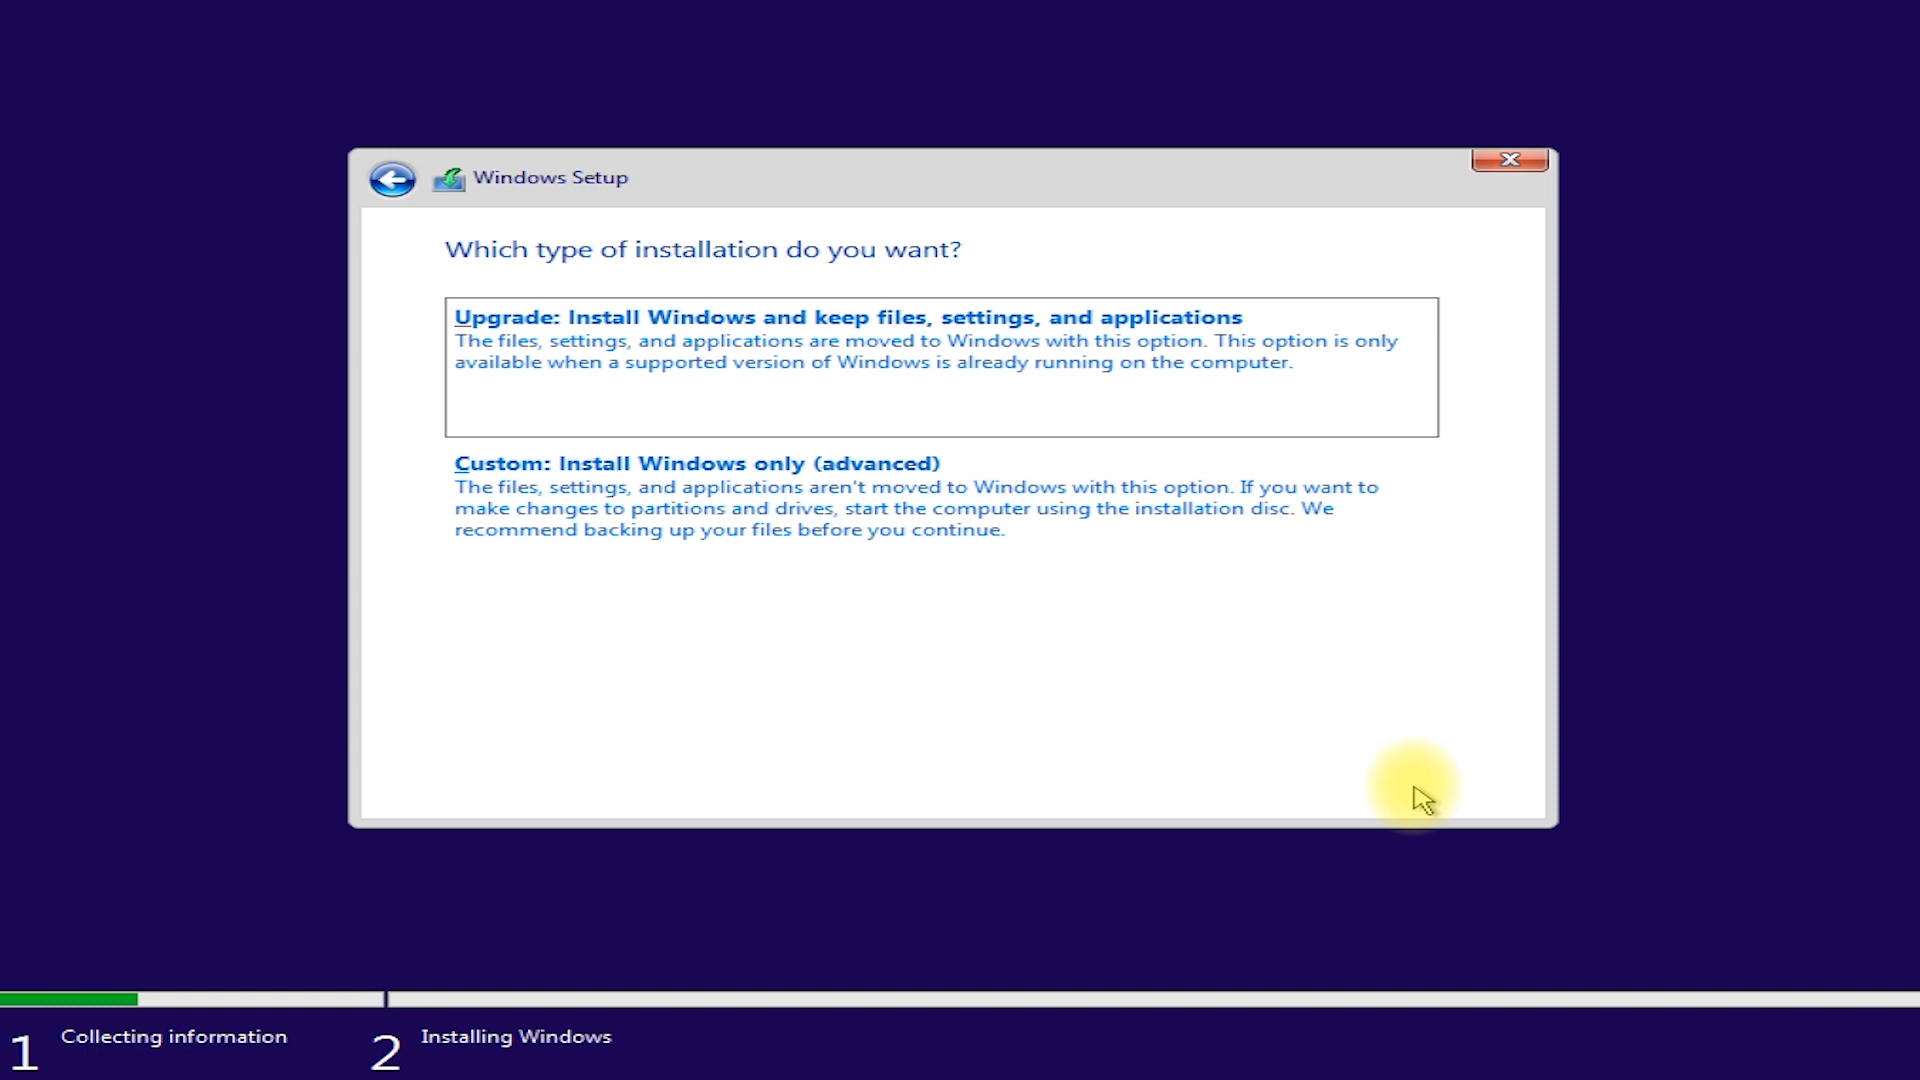 Windows Setup
Which type of installation do you want?
Upgrade: Install Windows and keep files, settings, and applications
The files, settings, and applications are moved to Windows with this option. This option is only
available when a supported version of Windows is already running on the computer.
Custom: Install Windows only (advanced)
The files, settings, and applications aren't moved to Windows with this option. If you want to
make changes to partitions and drives, start the computer using the installation disc. We
recommend backing up your files before you continue.
1 Collecting information
2 Installing Windows